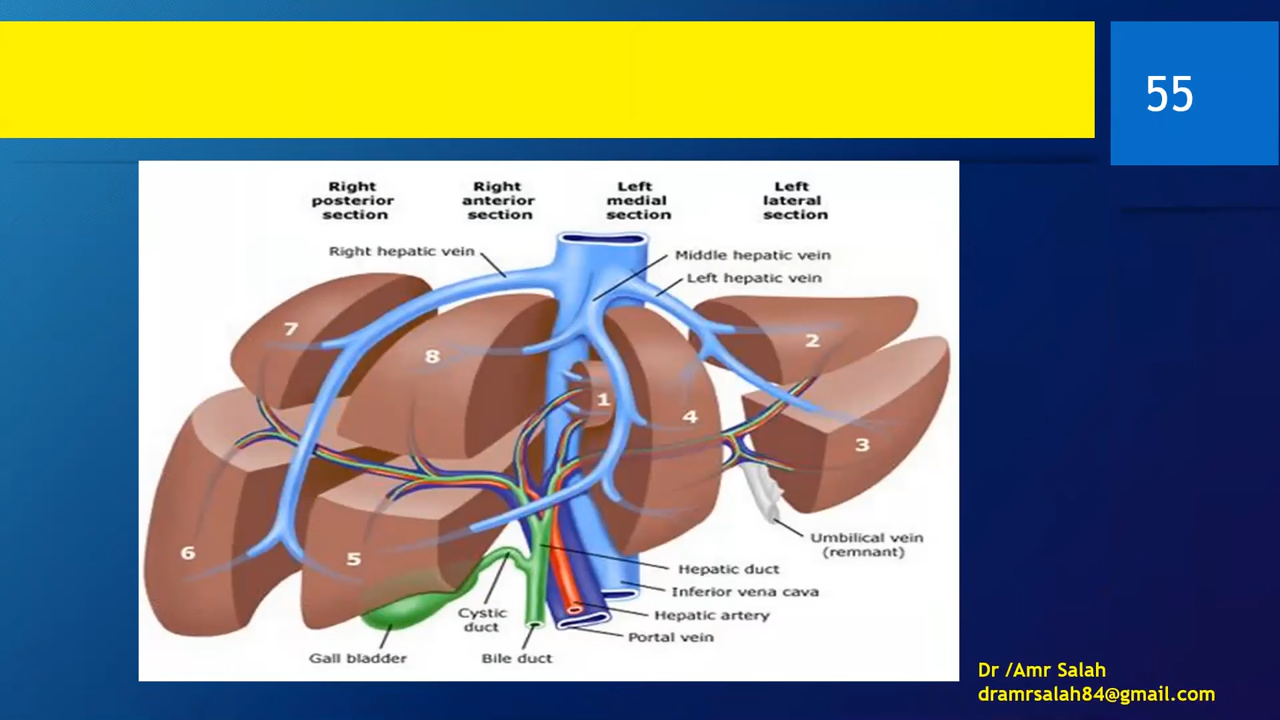 55
Right
posterior
section
Right
anterior
section
Left
medial
section
Left
lateral
section
Right hepatic vein
Middle hepatic vein
Left hepatic vein
7
8
2
1
4
3
6
5
Umbilical vein
(remnant)
Hepatic duct
Inferior vena cava
Cystic
duct
Hepatic artery
Portal vein
Gall bladder
Bile duct
Dr /Amr Salah
dramrsalah84@gmail.com